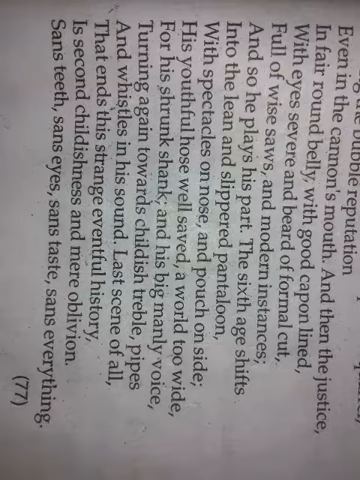 reputation
Even in the cannon's mouth. And then the justice,
In fair round belly, with good capon lined,
With eyes severe and beard of formal cut,
Full of wise saws, and modern instances;
And so he plays his part. The sixth age shifts
Into the lean and slippered pantaloon,
With spectacles on nose, and pouch on side;
His youthful hose well saved, a world too wide,
For his shrunk shank; and his big manly voice,
Turning again towards childish treble, pipes
And whistles in his sound. Last scene of all,
That ends this strange eventful history,
Is second childishness and mere oblivion.
Sans teeth, sans eyes, sans taste, sans everything.
(77)